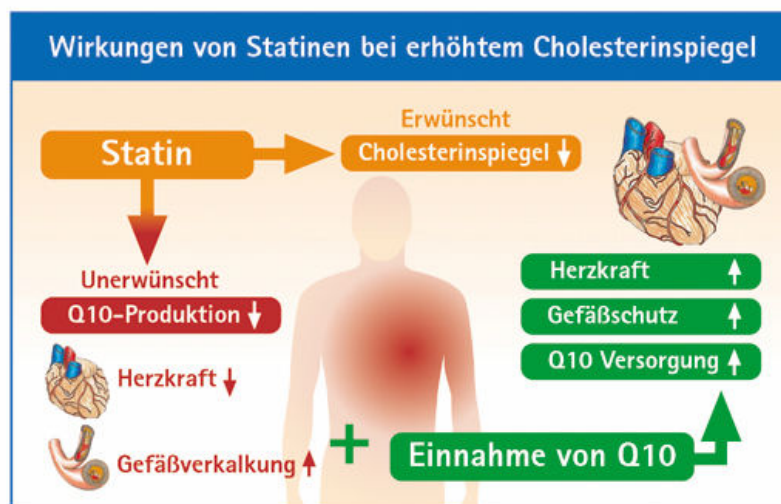 Wirkungen von Statinen bei erhöhtem Cholesterinspiegel
Statin
Erwünscht
Cholesterinspiegel ↓
Unerwünscht
Q10-Produktion ↓
Herzkraft ↓
Gefäßverkalkung ↑
+
Einnahme von Q10
Herzkraft ↑
Gefäßschutz ↑
Q10 Versorgung ↑